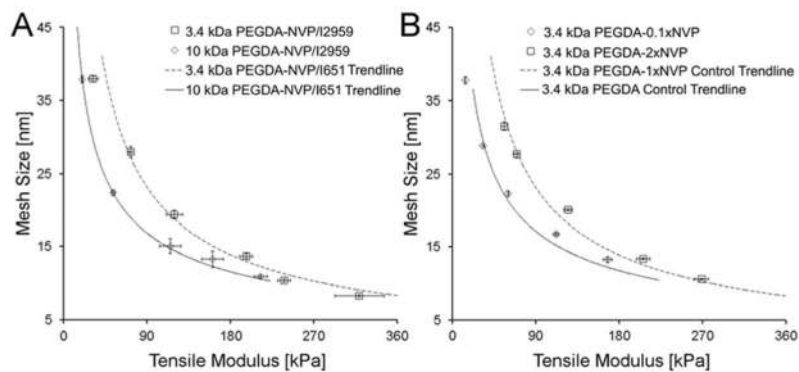 A
3.4 kDa PEGDA-NVP/I2959
10 kDa PEGDA-NVP/I2959
3.4 kDa PEGDA-NVP/I651 Trendline
10 kDa PEGDA-NVP/I651 Trendline
45
35
25
15
5
Mesh Size [nm]
0
90
180
270
360
Tensile Modulus [kPa]
B
3.4 kDa PEGDA-0.1xNVP
3.4 kDa PEGDA-2xNVP
3.4 kDa PEGDA-1xNVP Control Trendline
3.4 kDa PEGDA Control Trendline
45
35
25
15
5
Mesh Size [nm]
0
90
180
270
360
Tensile Modulus [kPa]